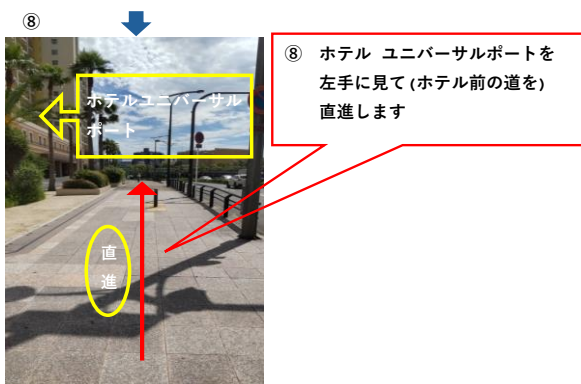 ⑧
ホテルユニバーサル
ポート
直
進
⑧ ホテル ユニバーサルポートを
左手に見て(ホテル前の道を)
直進します